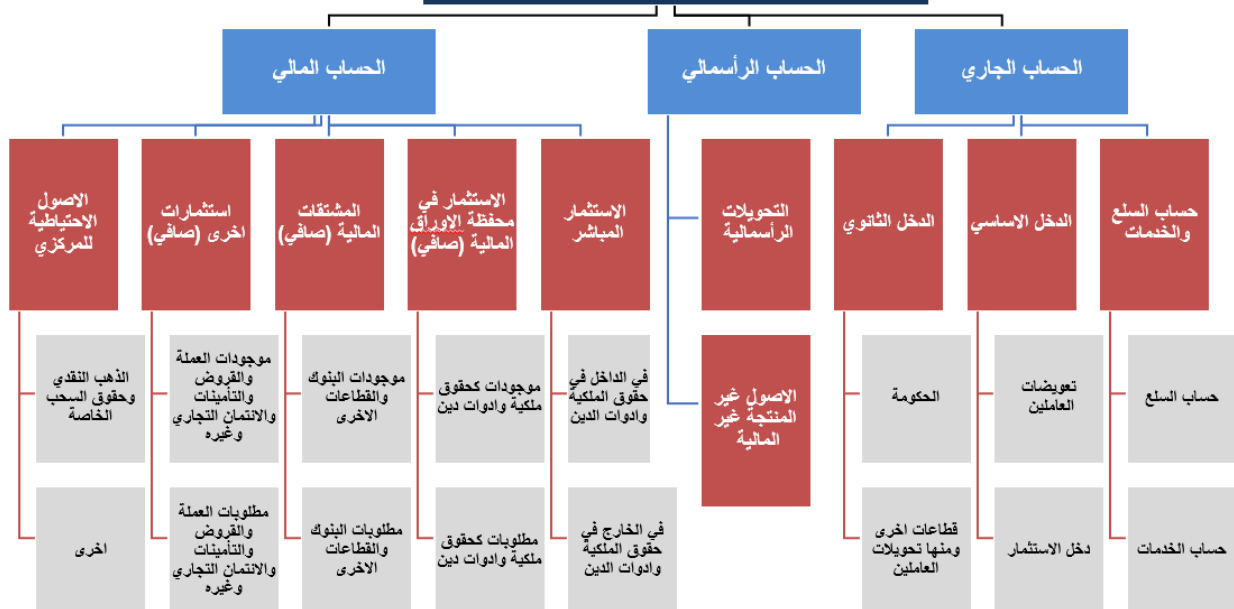 الحساب الجاري
الحساب الرأسمالي
الحساب المالي
حساب السلع
والخدمات
الدخل الاساسي
الدخل الثانوي
التحويلات
الرأسمالية
الاستثمار
المباشر
الاستثمار في
محفظة الاوراق
المالية (صافي)
المشتقات
المالية (صافي)
استثمارات
اخرى (صافي)
الاصول
الاحتياطية
للمركزي
حساب السلع
تعويضات
العاملين
الحكومة
الاصول غير
المنتجة غير
المالية
في الداخل في
حقوق الملكية
وادوات الدين
موجودات كحقوق
ملكية وادوات دين
موجودات البنوك
والقطاعات
الاخرى
موجودات العملة
والقروض
والتأمينات
والائتمان التجاري
وغيره
الذهب النقدي
وحقوق السحب
الخاصة
حساب الخدمات
دخل الاستثمار
قطاعات اخرى
ومنها تحويلات
العاملين
في الخارج في
حقوق الملكية
وادوات الدين
مطلوبات كحقوق
ملكية وادوات دين
مطلوبات البنوك
والقطاعات
الاخرى
مطلوبات العملة
والقروض
والتأمينات
والائتمان التجاري
وغيره
اخرى